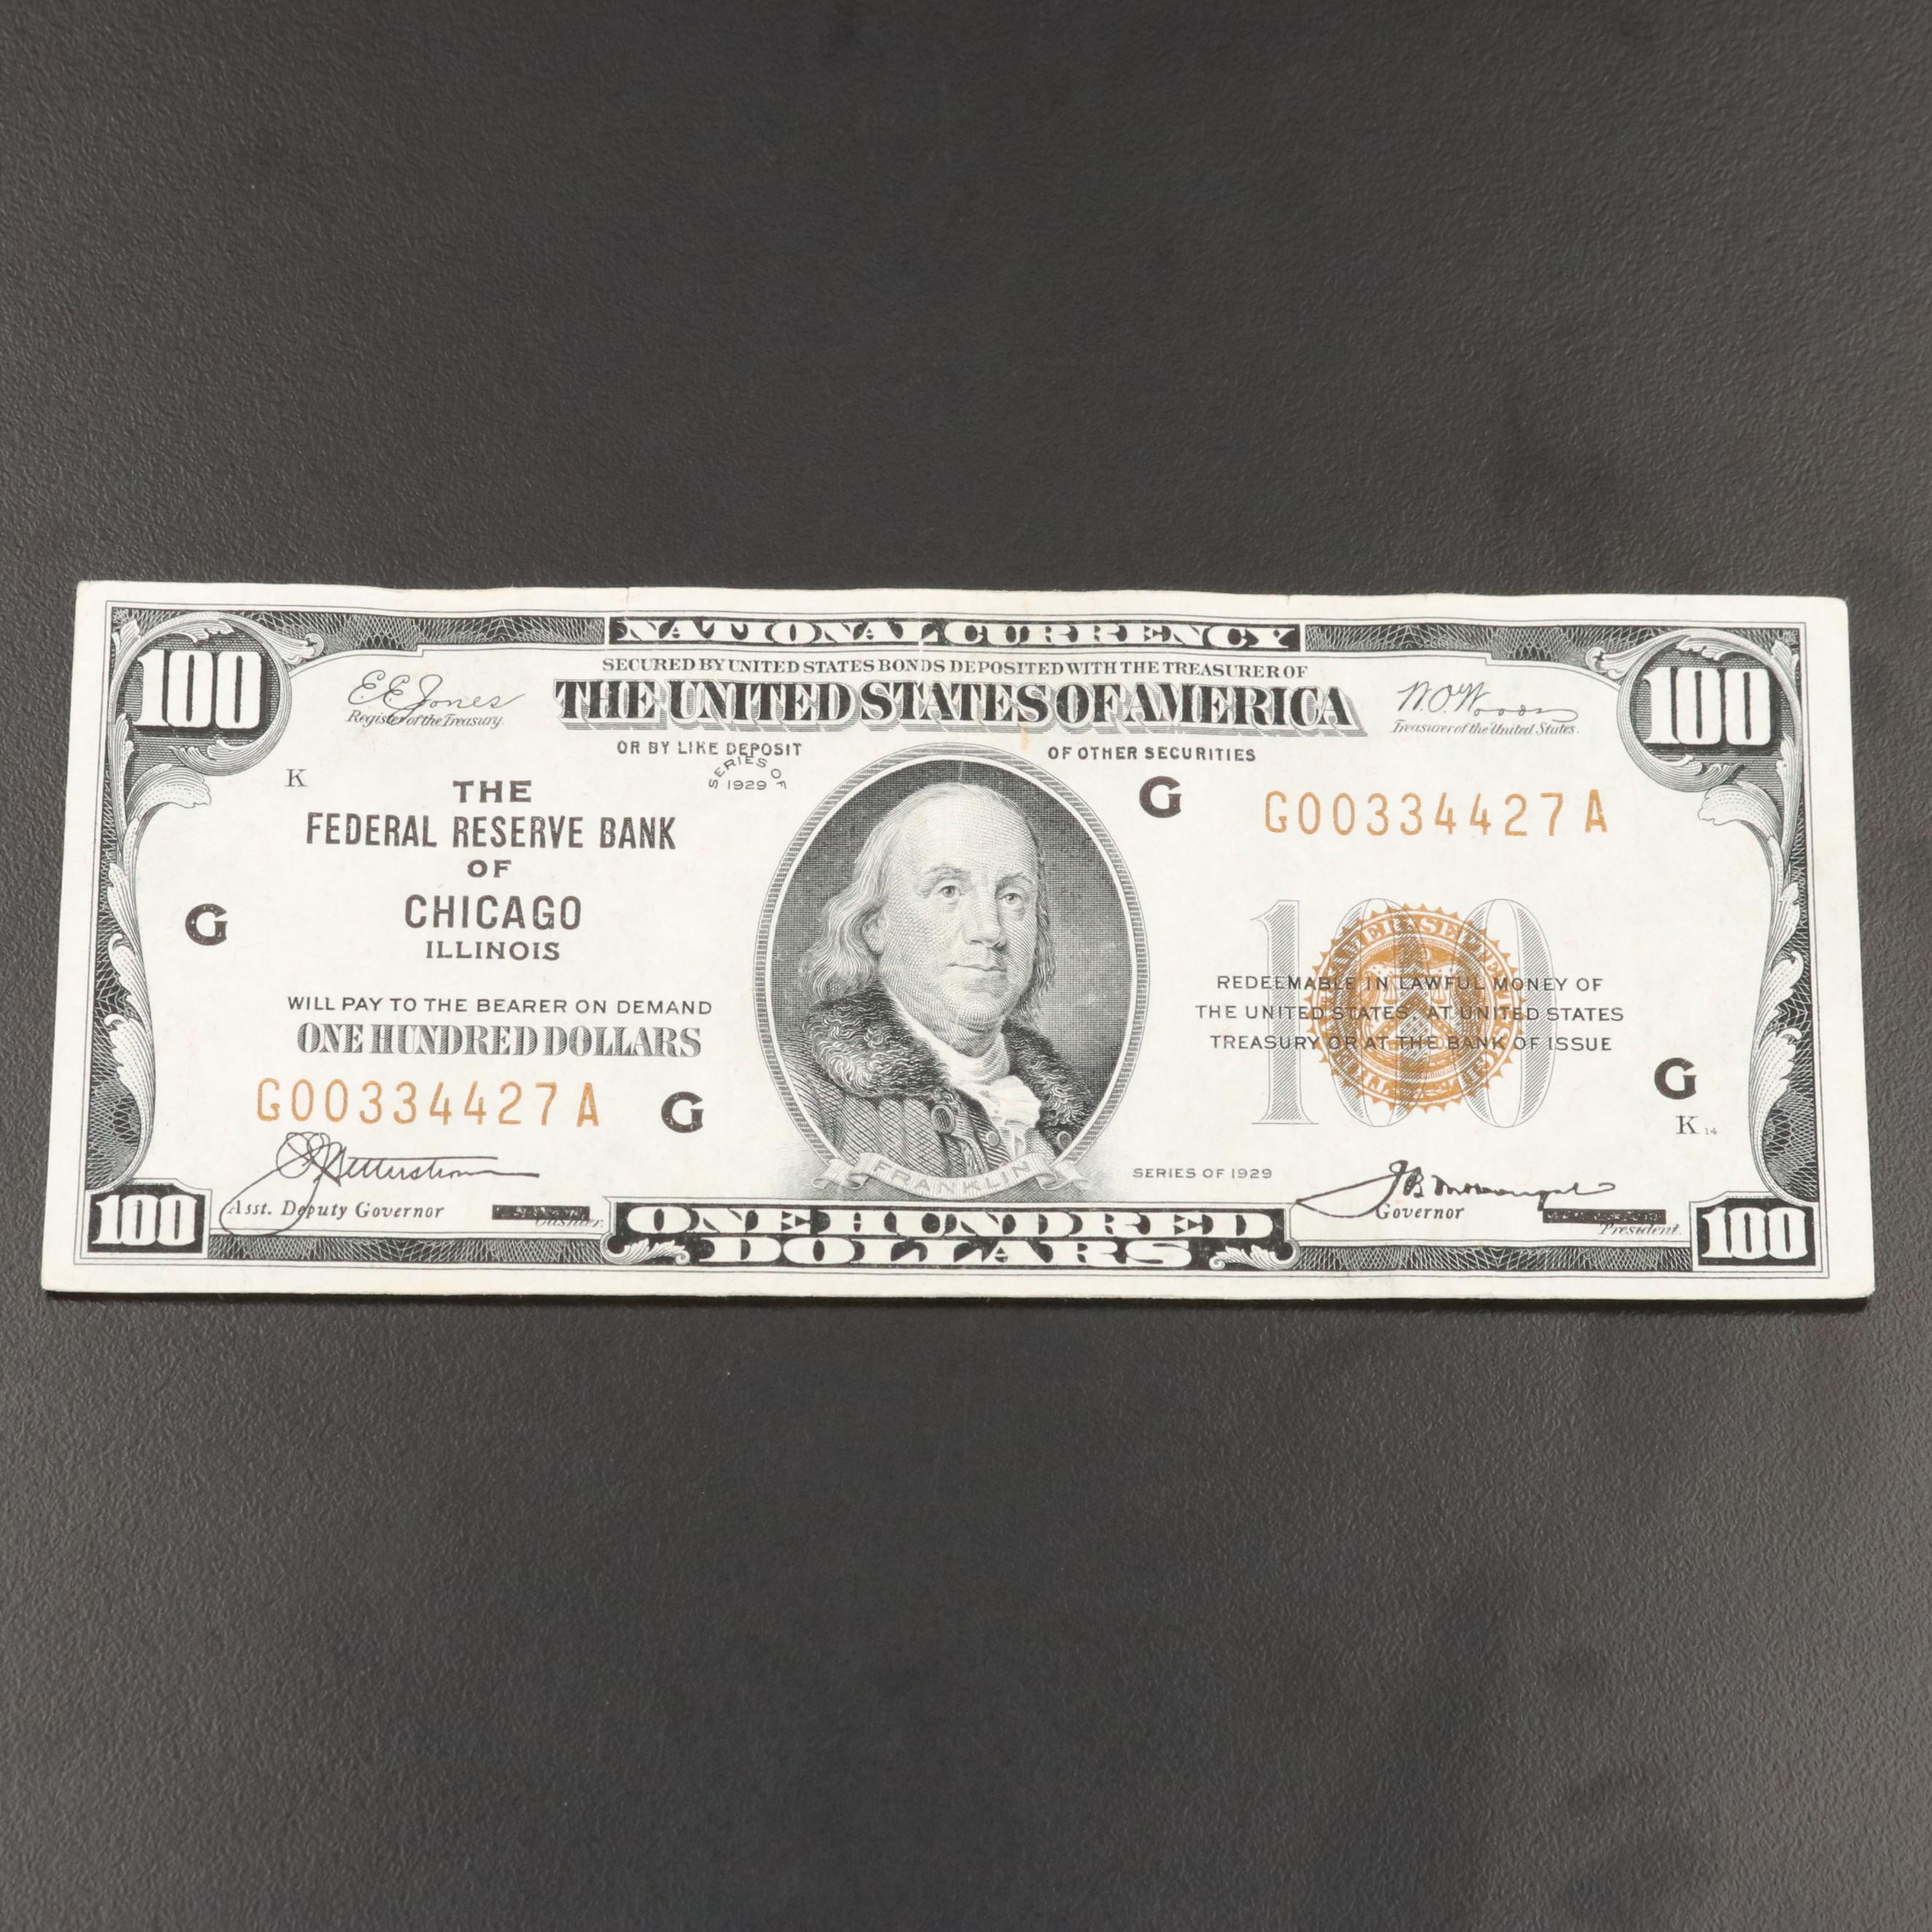 NATIONAL CURRENCY
SECURED BY UNITED STATES BONDS DEPOSITED WITH THE TREASURER OF
100
THE UNITED STATES OF AMERICA
100
E E Jones
Register of the Treasury.
W. O. Woods
Treasurer of the United States.
OR BY LIKE DEPOSIT
OF OTHER SECURITIES
SERIES OF
1929
K
THE
FEDERAL RESERVE BANK
OF
CHICAGO
ILLINOIS
G
G
G00334427A
WILL PAY TO THE BEARER ON DEMAND
ONE HUNDRED DOLLARS
G00334427A
G
100
REDEEMABLE IN LAWFUL MONEY OF
THE UNITED STATES, AT UNITED STATES
TREASURY OR AT THE BANK OF ISSUE
G
K 14
FRANKLIN
SERIES OF 1929
Asst. Deputy Governor
Cashier.
Governor
President.
100
ONE HUNDRED
DOLLARS
100